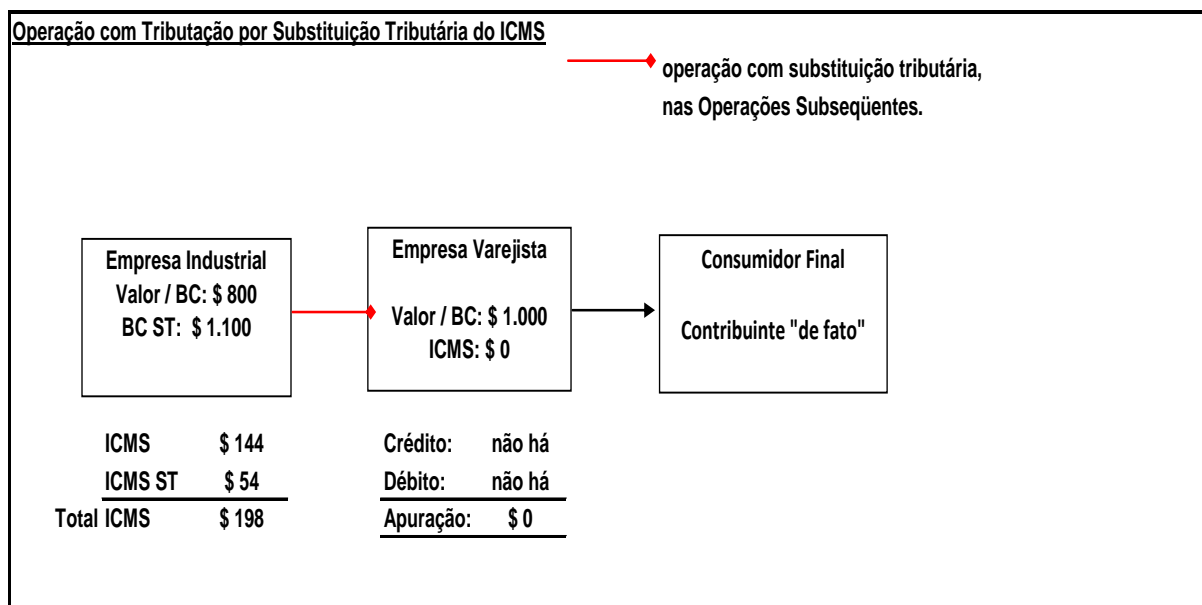 Operação com Tributação por Substituição Tributária do ICMS
operação com substituição tributária,
nas Operações Subseqüentes.
Empresa Industrial
Valor / BC: $ 800
BC ST: $ 1.100
Empresa Varejista
Valor / BC: $ 1.000
ICMS: $ 0
Consumidor Final
Contribuinte "de fato"
ICMS $ 144
ICMS ST $ 54
Total ICMS $ 198
Crédito: não há
Débito: não há
Apuração: $ 0